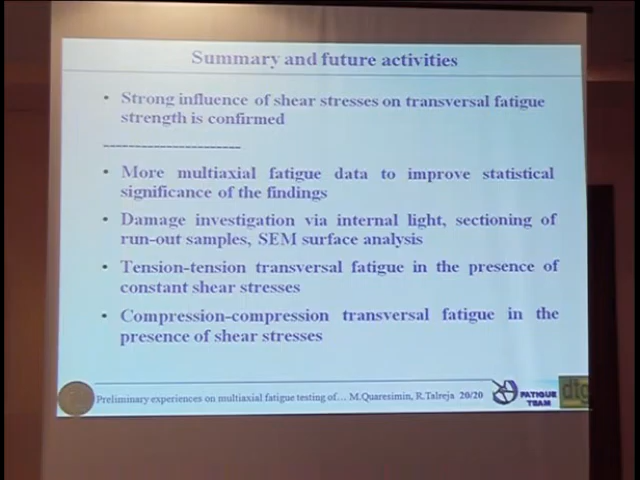 Summary and future activities
• Strong influence of shear stresses on transversal fatigue
strength is confirmed
----------------------
• More multiaxial fatigue data to improve statistical
significance of the findings
• Damage investigation via internal light, sectioning of
run-out samples, SEM surface analysis
• Tension-tension transversal fatigue in the presence of
constant shear stresses
• Compression-compression transversal fatigue in the
presence of shear stresses
Preliminary experiences on multiaxial fatigue testing of… M.Quaresimin, R.Talreja 20/20
FATIGUE
TEAM
dtg